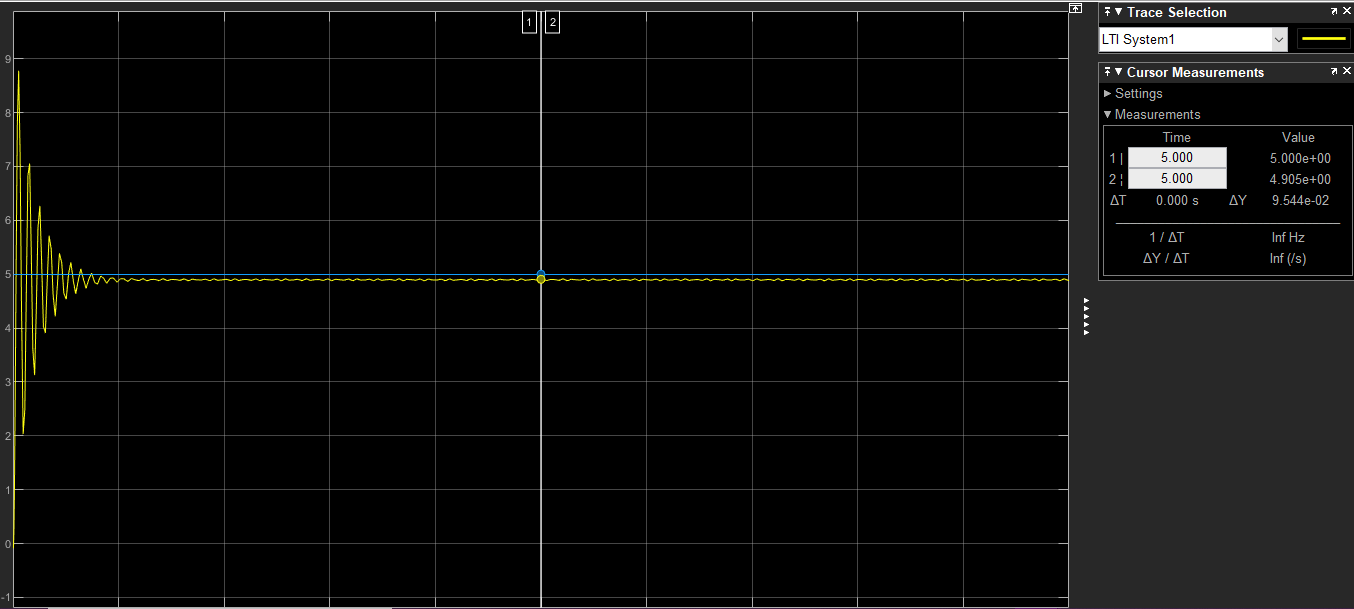 1 2
9
8
7
6
5
4
3
2
1
0
-1
Trace Selection
LTI System1
Cursor Measurements
Settings
Measurements
Time Value
1 | 5.000 5.000e+00
2 ¦ 5.000 4.905e+00
ΔT 0.000 s ΔY 9.544e-02
1 / ΔT Inf Hz
ΔY / ΔT Inf (/s)